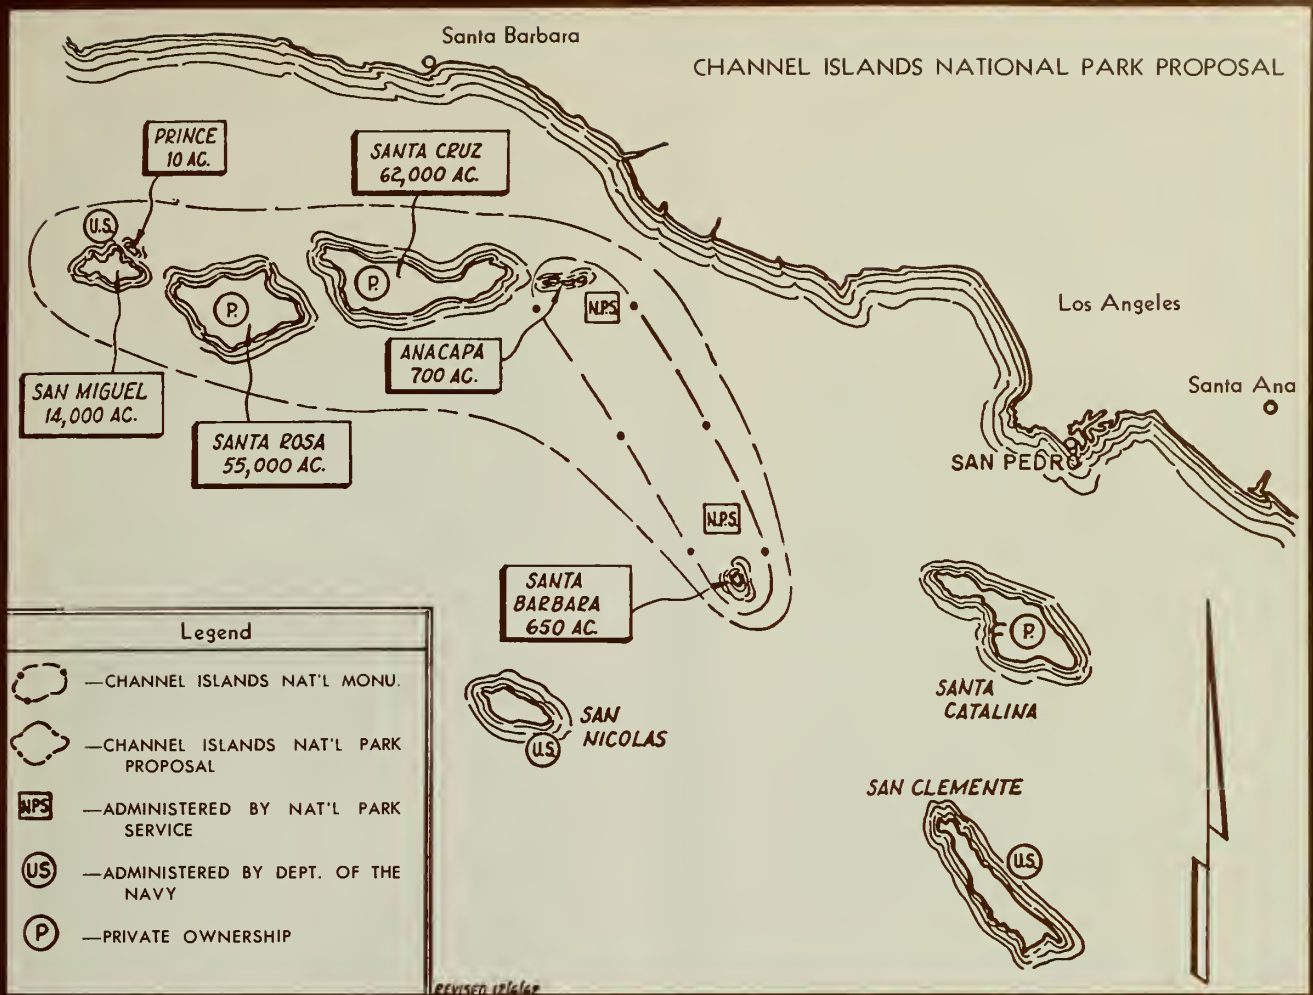 Santa Barbara
CHANNEL ISLANDS NATIONAL PARK PROPOSAL
PRINCE
10 AC.
SANTA CRUZ
62,000 AC.
U.S.
P.
P.
N.P.S.
Los Angeles
ANACAPA
700 AC.
SAN MIGUEL
14,000 AC.
Santa Ana
SANTA ROSA
55,000 AC.
SAN PEDRO
N.P.S.
SANTA
BARBARA
650 AC.
P.
SANTA
CATALINA
SAN
NICOLAS
U.S.
SAN CLEMENTE
U.S.
Legend
—CHANNEL ISLANDS NAT'L MONU.
—CHANNEL ISLANDS NAT'L PARK
PROPOSAL
NPS —ADMINISTERED BY NAT'L PARK
SERVICE
US —ADMINISTERED BY DEPT. OF THE
NAVY
P —PRIVATE OWNERSHIP
REVISED